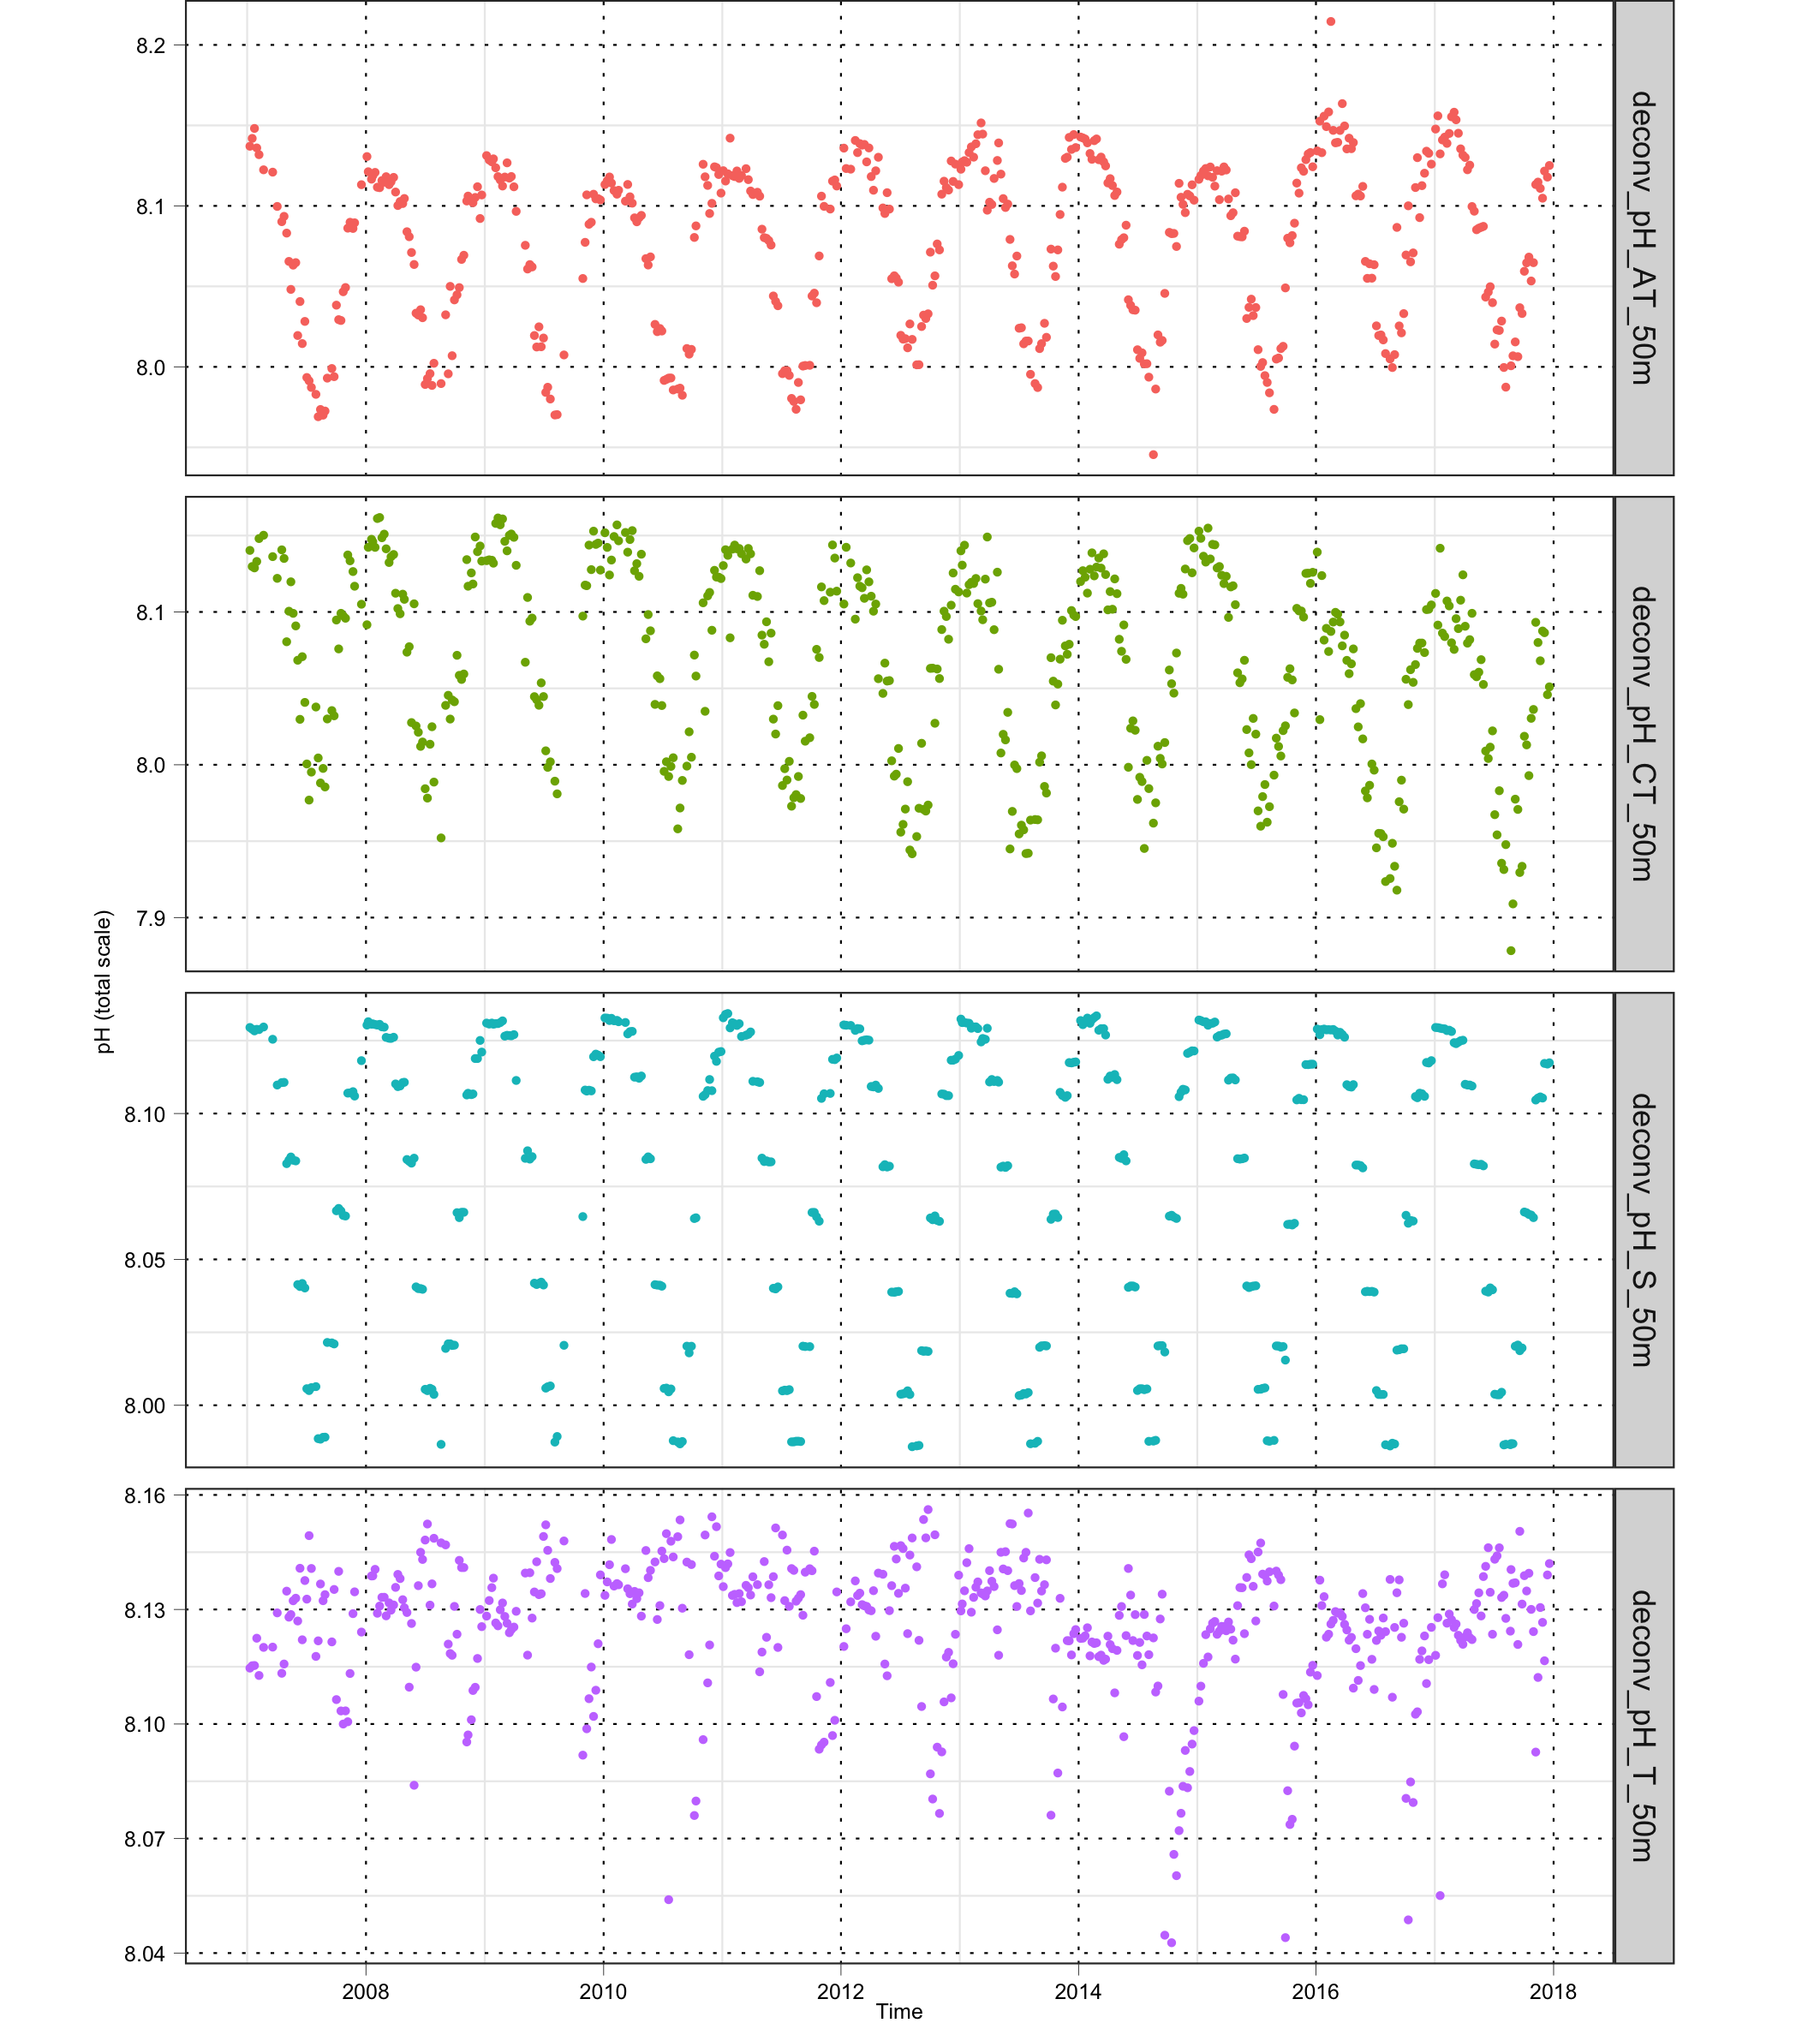 8.2
8.1
8.0
deconv_pH_AT_50m
8.1
8.0
7.9
deconv_pH_CT_50m
pH (total scale)
8.10
8.05
8.00
deconv_pH_S_50m
8.16
8.13
8.10
8.07
8.04
deconv_pH_T_50m
2008 2010 2012 2014 2016 2018
Time